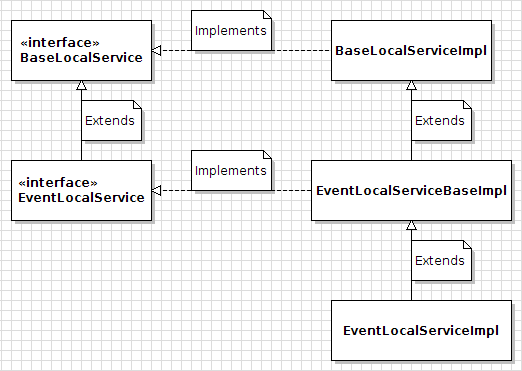 Implements
«interface»
BaseLocalService
BaseLocalServiceImpl
Extends
Extends
Implements
«interface»
EventLocalService
EventLocalServiceBaseImpl
Extends
EventLocalServiceImpl